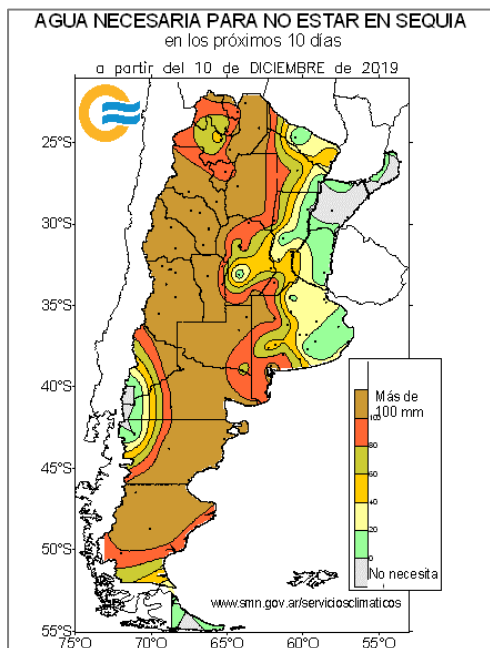 AGUA NECESARIA PARA NO ESTAR EN SEQUIA
en los próximos 10 días
a partir del 10 de DICIEMBRE de 2019
25°S
30°S
35°S
40°S
45°S
50°S
55°S
75°O
70°O
65°O
60°O
55°O
Más de
100 mm
100
80
60
40
20
0
No necesita
www.smn.gov.ar/serviciosclimaticos